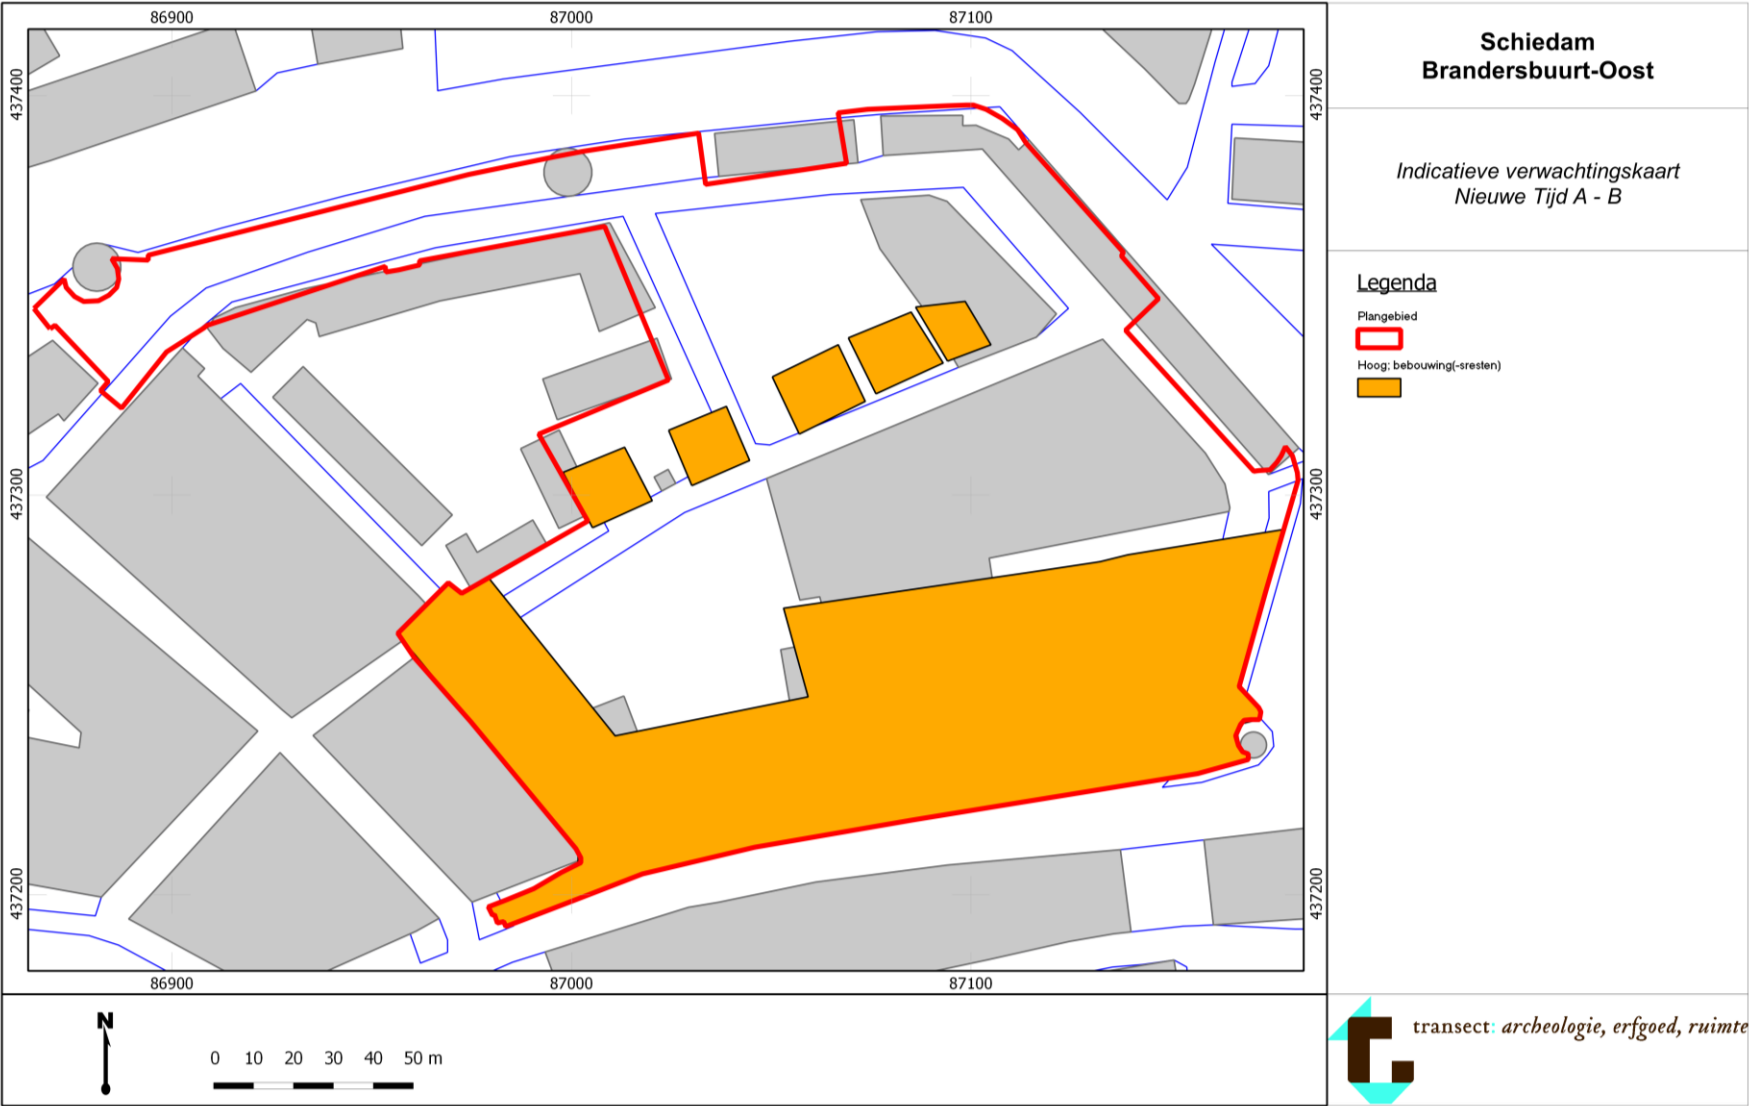 86900 87000 87100
437400 437400
437300 437300
437200 437200
86900 87000 87100
N
0 10 20 30 40 50 m
Schiedam
Brandersbuurt-Oost
Indicatieve verwachtingskaart
Nieuwe Tijd A - B
Legenda
Plangebied
Hoog; bebouwing(-sresten)
transect: archeologie, erfgoed, ruimte